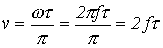 ν = ωτ/π = 2πfτ/π = 2fτ